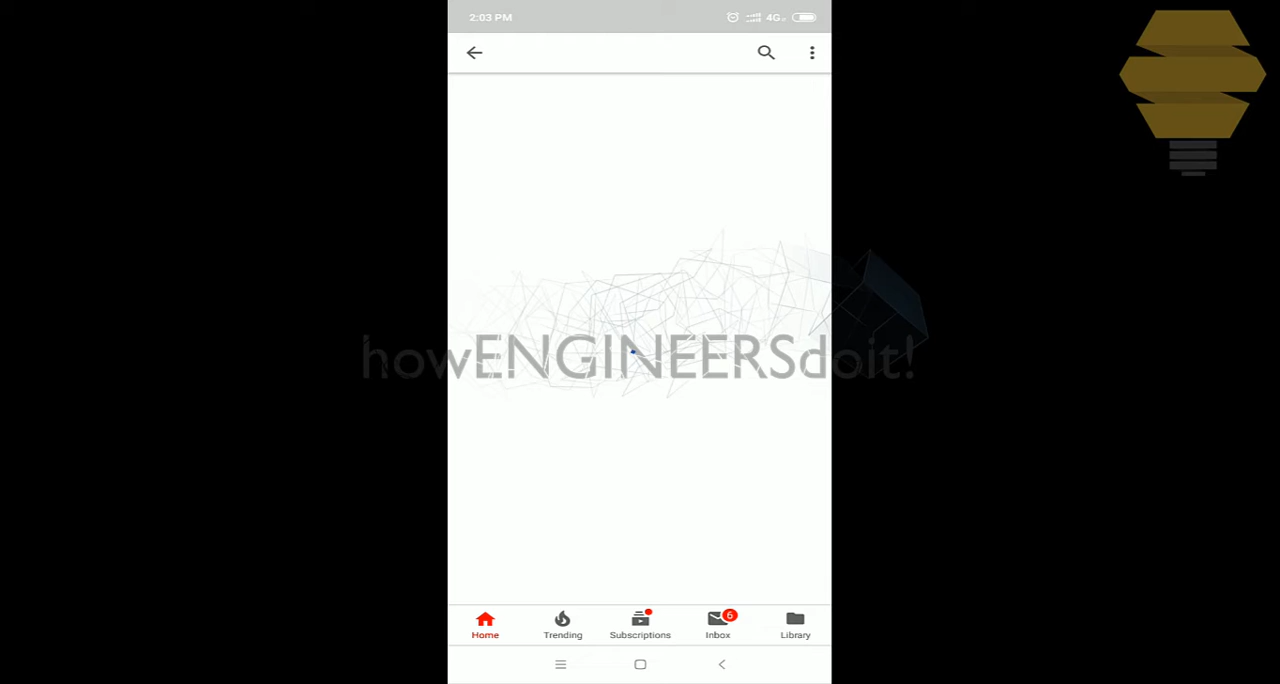 2:03 PM
4G
howENGINEERSdoit!
6
Home
Trending
Subscriptions
Inbox
Library